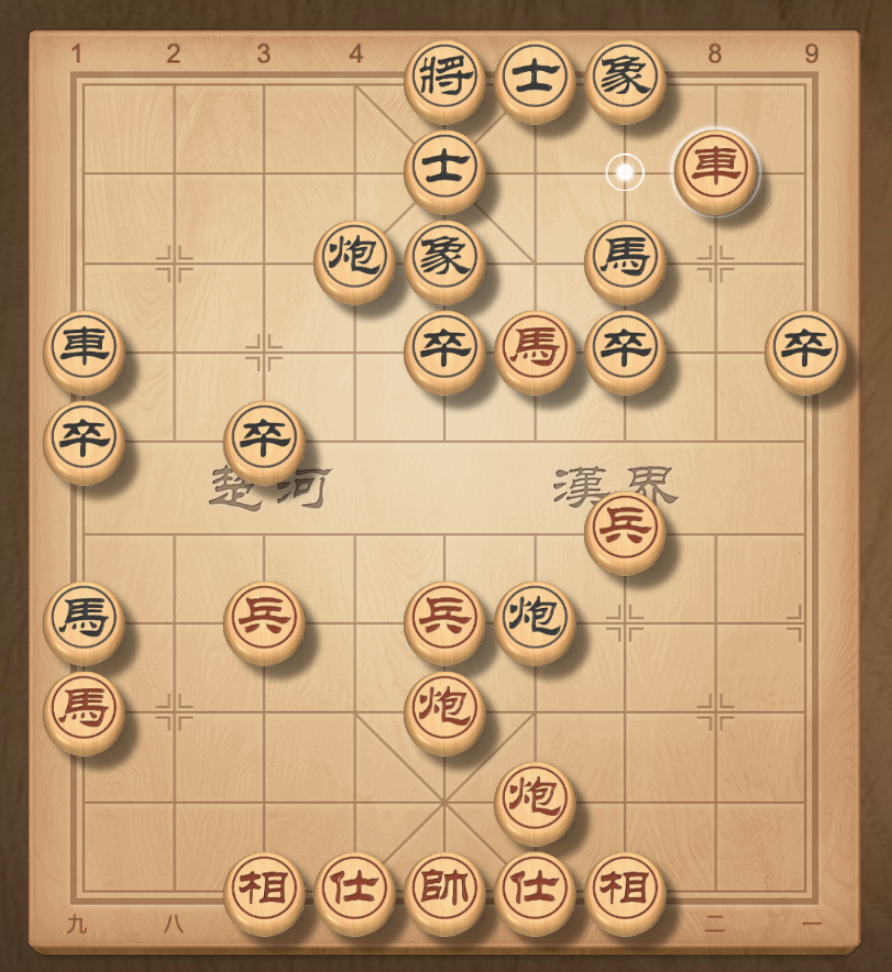 1 2 3 4 8 9
將 士 象
士 車
炮 象 馬
車 卒 馬 卒 卒
卒 卒
楚河 漢界
兵
馬 兵 兵 炮
馬 炮
炮
相 仕 帥 仕 相
九 八 二 一